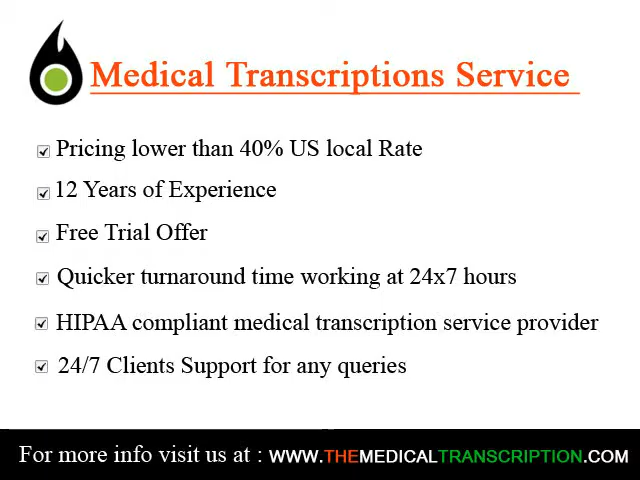 Medical Transcriptions Service
Pricing lower than 40% US local Rate
12 Years of Experience
Free Trial Offer
Quicker turnaround time working at 24x7 hours
HIPAA compliant medical transcription service provider
24/7 Clients Support for any queries
For more info visit us at : WWW.THEMEDICALTRANSCRIPTION.COM